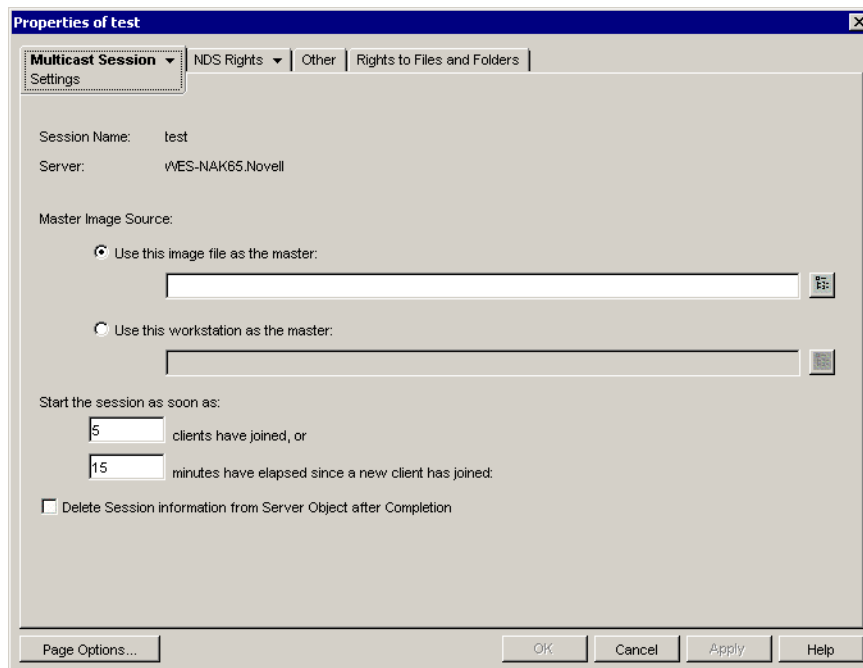 Properties of test
Multicast Session
NDS Rights
Other
Rights to Files and Folders
Settings
Session Name: test
Server: WES-NAK65.Novell
Master Image Source:
Use this image file as the master:
Use this workstation as the master:
Start the session as soon as:
5 clients have joined, or
15 minutes have elapsed since a new client has joined:
Delete Session information from Server Object after Completion
Page Options...
OK
Cancel
Apply
Help